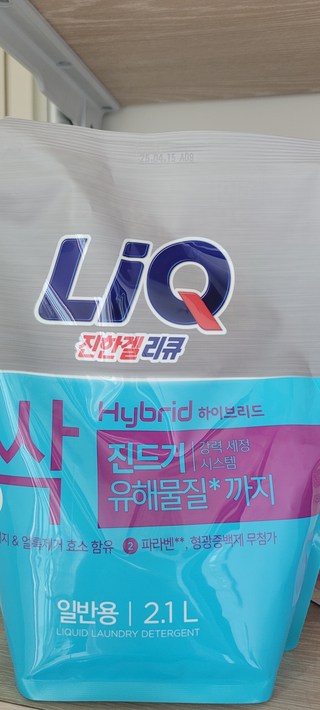 LiQ
진한겔 리큐
Hybrid 하이브리드
싹
진드기 강력 세정
시스템
유해물질* 까지
& 얼룩제거 효소 함유 2 파라벤**, 형광증백제 무첨가
일반용 | 2.1 L
LIQUID LAUNDRY DETERGENT